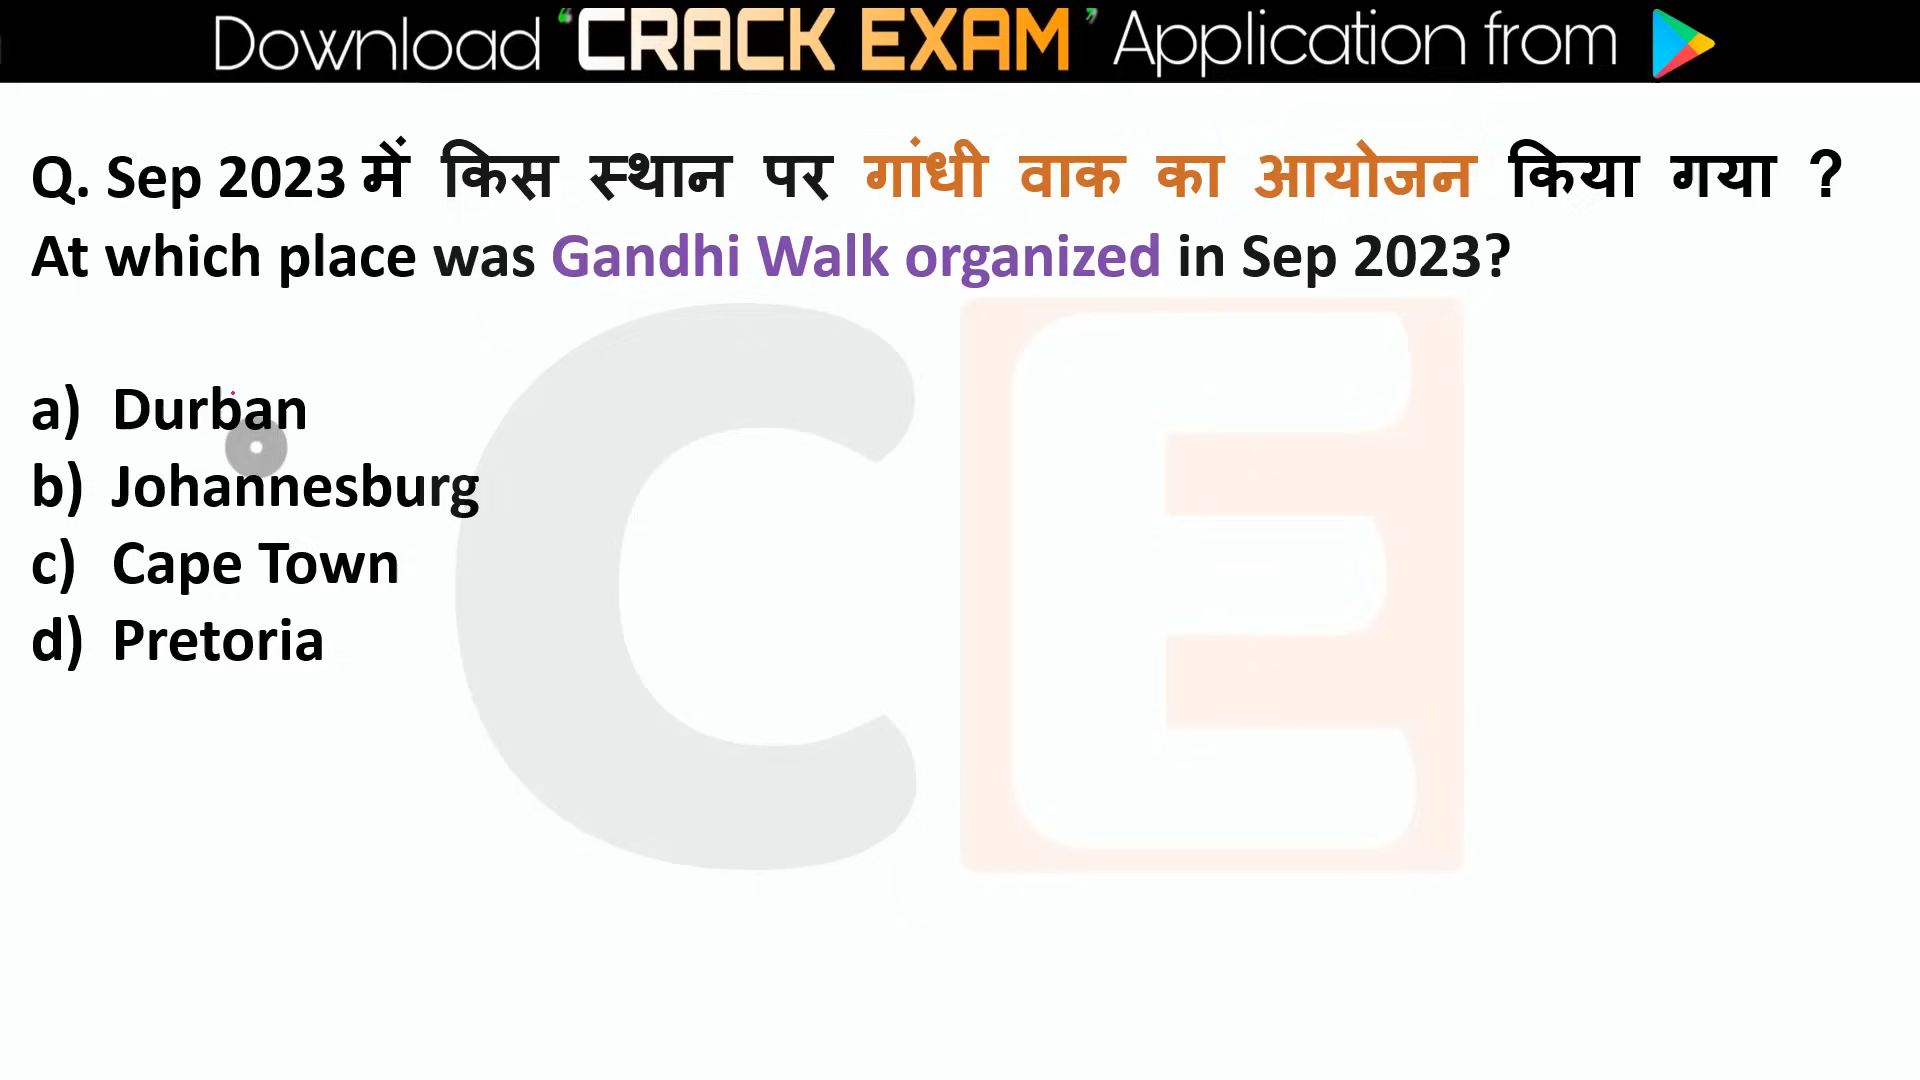 Download ‘CRACK EXAM’ Application from
Q. Sep 2023 में किस स्थान पर गांधी वाक का आयोजन किया गया ?
At which place was Gandhi Walk organized in Sep 2023?
a) Durban
b) Johannesburg
c) Cape Town
d) Pretoria
CE